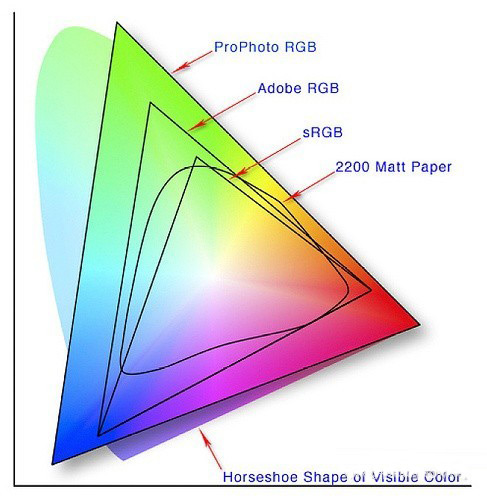 ProPhoto RGB
Adobe RGB
sRGB
2200 Matt Paper
Horseshoe Shape of Visible Color